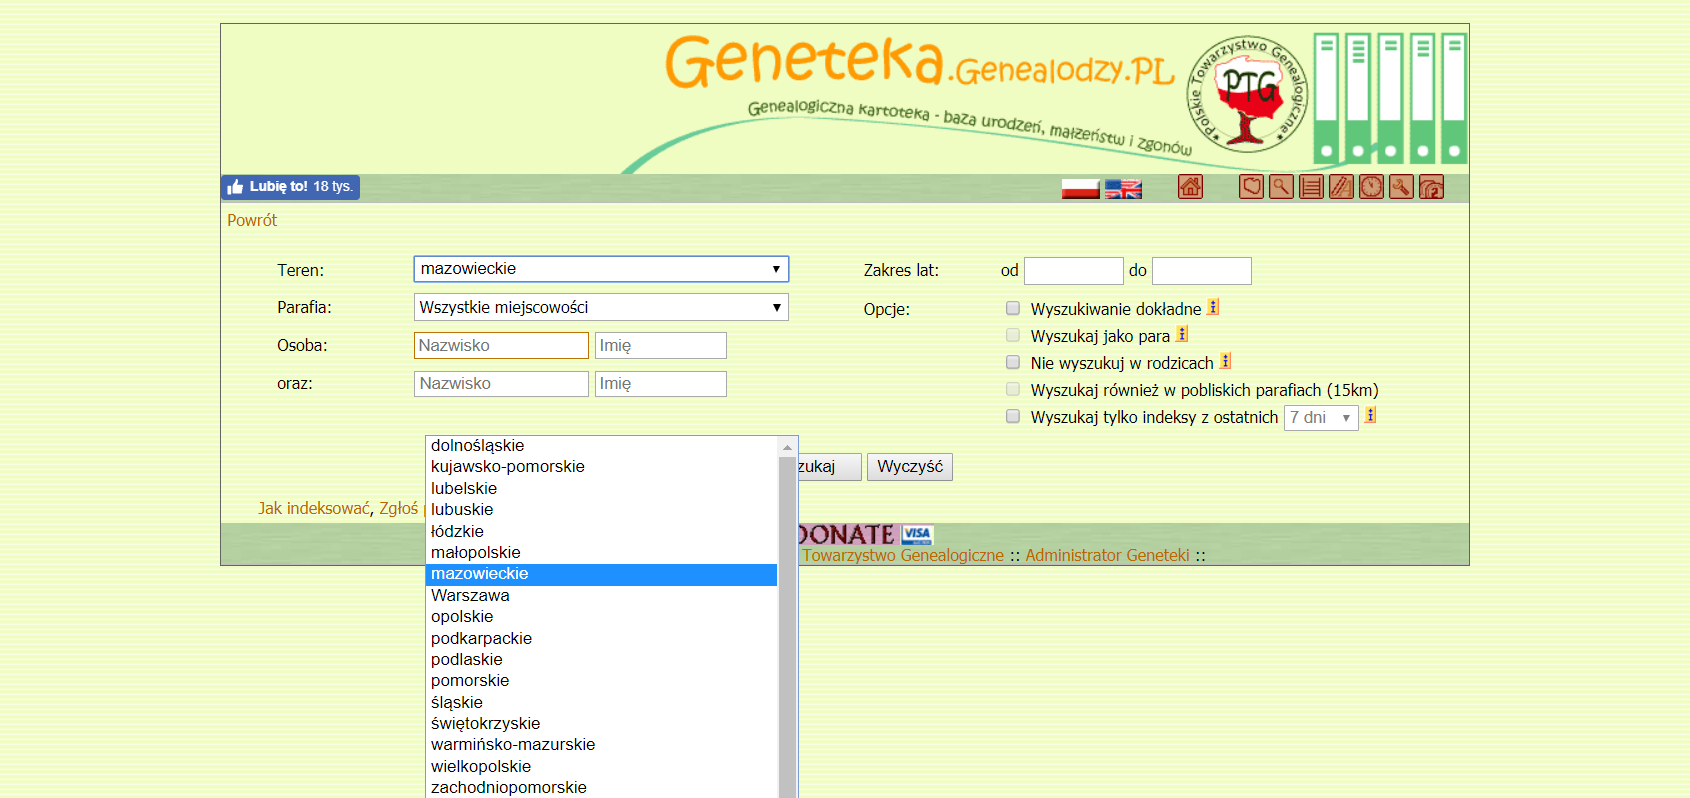 Geneteka.Genealodzy.PL
Genealogiczna kartoteka - baza urodzeń, małżeństw i zgonów
Polskie Towarzystwo Genealogiczne
PTG
Lubię to! 18 tys.
2
Powrót
Teren: mazowieckie
Zakres lat: od do
Parafia: Wszystkie miejscowości
Opcje: Wyszukiwanie dokładne
Wyszukaj jako para
Osoba: Nazwisko Imię
Nie wyszukuj w rodzicach
oraz: Nazwisko Imię
Wyszukaj również w pobliskich parafiach (15km)
Wyszukaj tylko indeksy z ostatnich 7 dni
zukaj Wyczyść
Jak indeksować, Zgłoś
DONATE VISA
Towarzystwo Genealogiczne :: Administrator Geneteki ::
dolnośląskie
kujawsko-pomorskie
lubelskie
lubuskie
łódzkie
małopolskie
mazowieckie
Warszawa
opolskie
podkarpackie
podlaskie
pomorskie
śląskie
świętokrzyskie
warmińsko-mazurskie
wielkopolskie
zachodniopomorskie